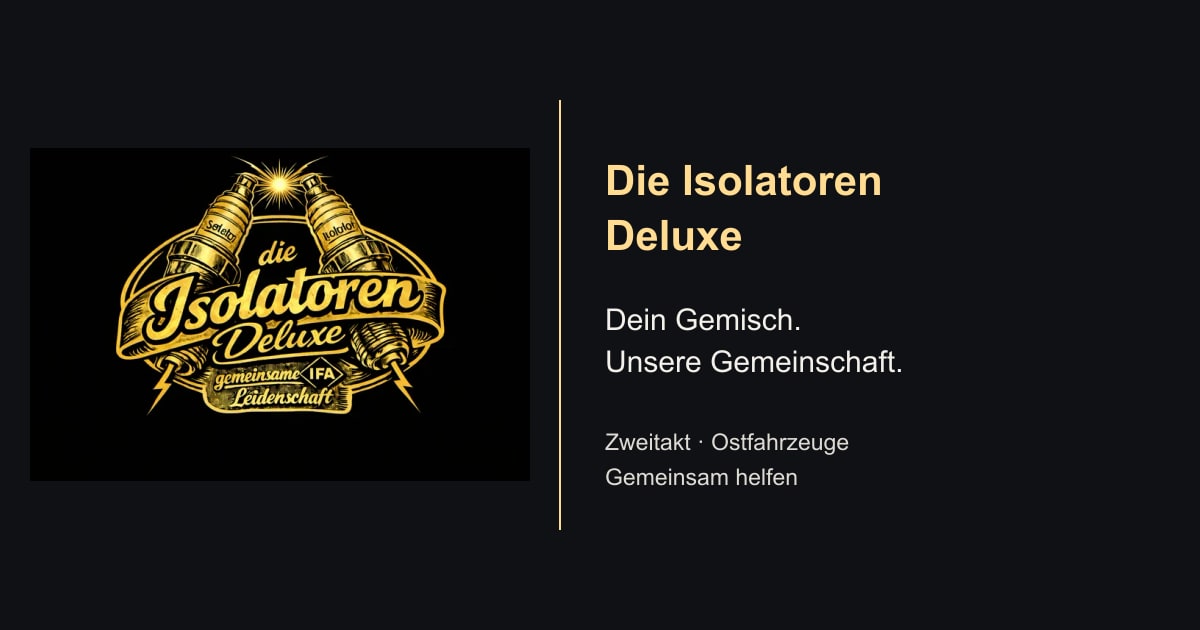 die
Isolatoren
Deluxe
gemeinsame IFA
Leidenschaft
Die Isolatoren
Deluxe
Dein Gemisch.
Unsere Gemeinschaft.
Zweitakt · Ostfahrzeuge
Gemeinsam helfen